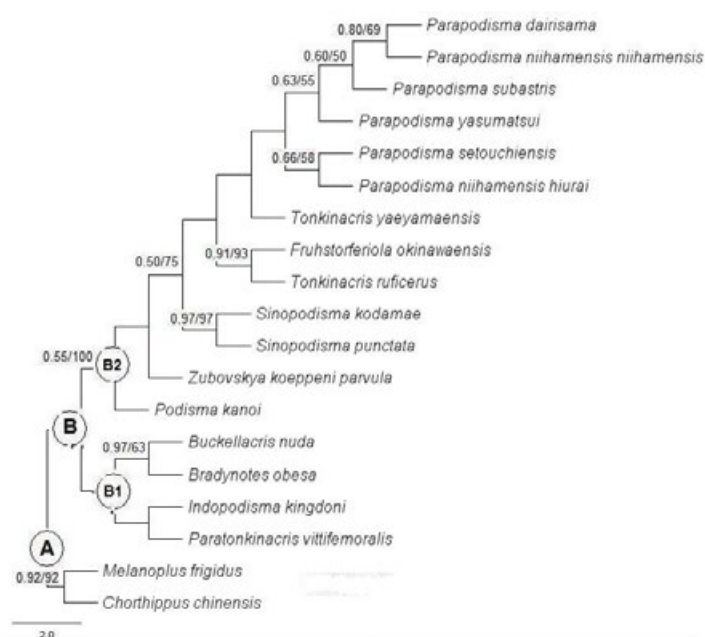 0.80/69
Parapodisma dairisama
0.60/50
Parapodisma niihamensis niihamensis
0.63/55
Parapodisma subastris
Parapodisma yasumatsui
0.66/58
Parapodisma setouchiensis
Parapodisma niihamensis hiurai
Tonkinacris yaeyamaensis
0.91/93
Fruhstorferiola okinawaensis
0.50/75
Tonkinacris ruficerus
0.97/97
Sinopodisma kodamae
Sinopodisma punctata
0.55/100
B2
Zubovskya koeppeni parvula
Podisma kanoi
B
0.97/63
Buckellacris nuda
Bradynotes obesa
B1
Indopodisma kingdoni
Paratonkinacris vittifemoralis
A
0.92/92
Melanoplus frigidus
Chorthippus chinensis